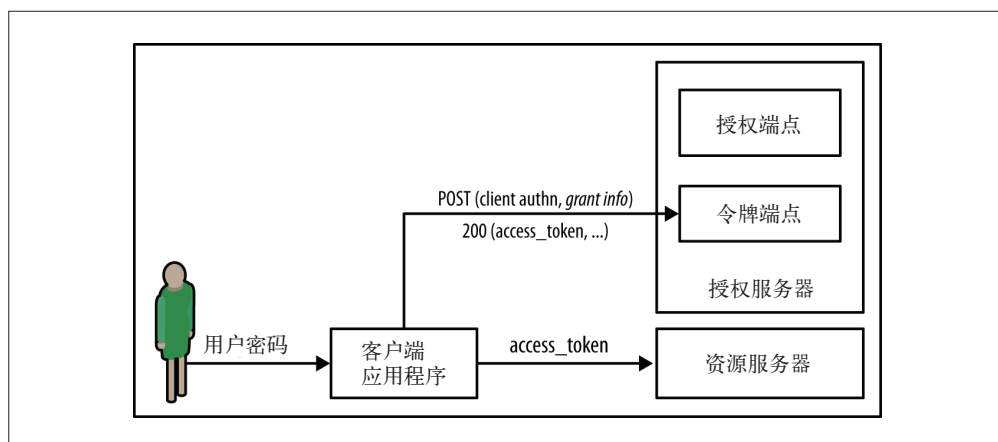 授权端点
POST (client authn, grant info)
令牌端点
200 (access_token, ...)
授权服务器
用户密码
客户端
应用程序
access_token
资源服务器